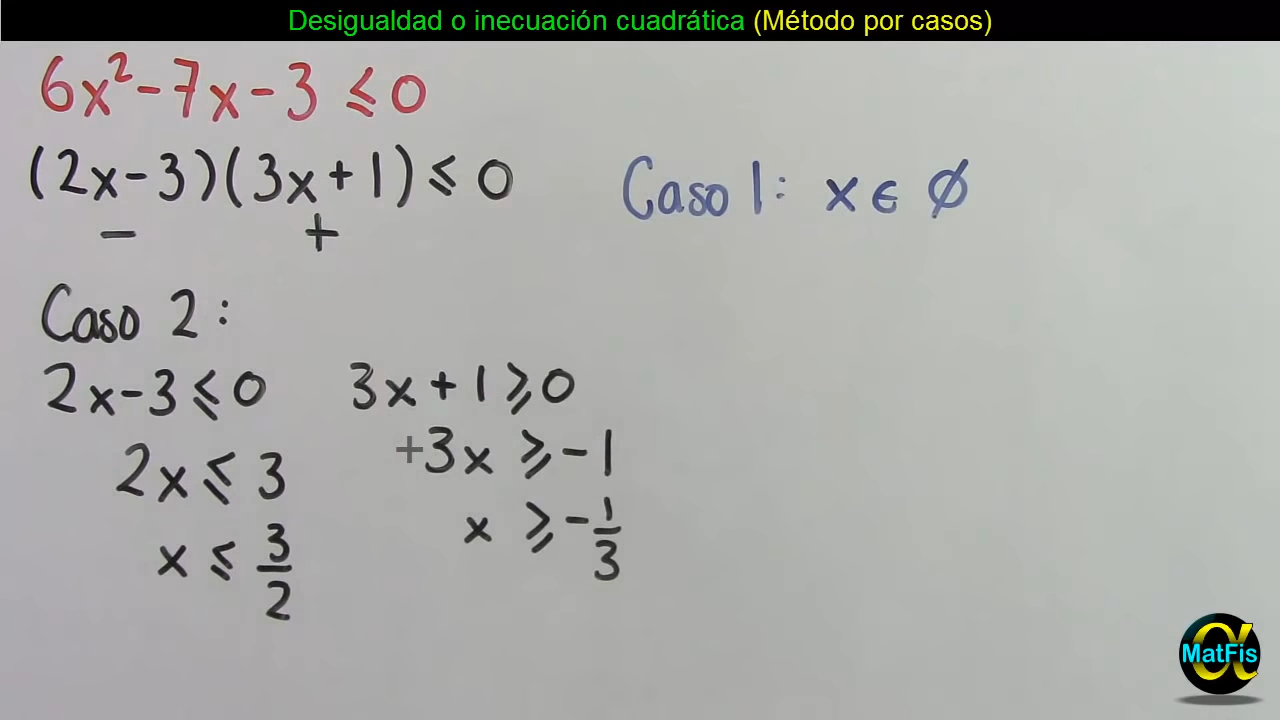 Desigualdad o inecuación cuadrática (Método por casos)
6x² - 7x - 3 ≤ 0
(2x - 3)(3x + 1) ≤ 0
- +
Caso 1: x ∈ ∅
Caso 2:
2x - 3 ≤ 0
2x ≤ 3
x ≤ 3/2
3x + 1 ≥ 0
+3x ≥ -1
x ≥ -1/3
α
MatFis